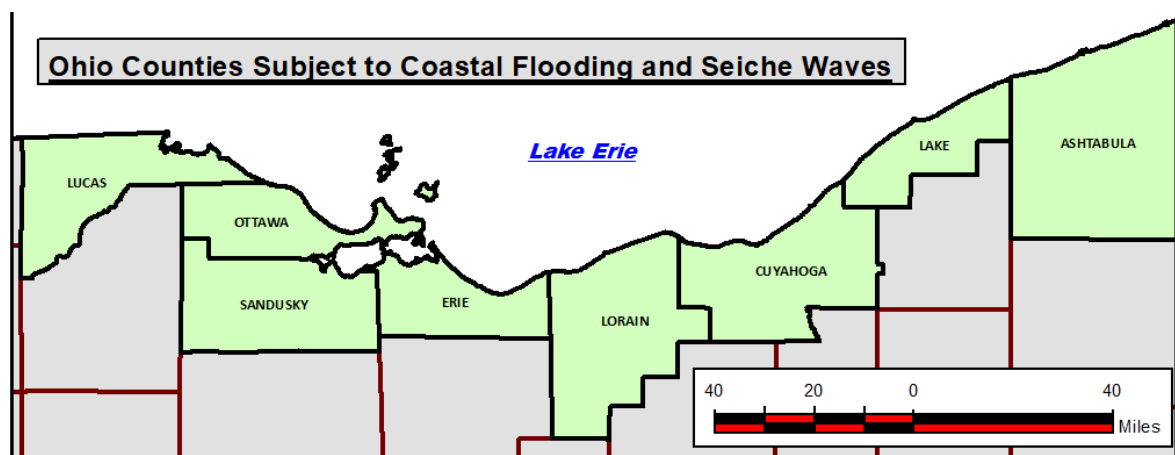 Ohio Counties Subject to Coastal Flooding and Seiche Waves
Lake Erie
LAKE
ASHTABULA
LUCAS
OTTAWA
CUYAHOGA
SANDUSKY
ERIE
LORAIN
40 20 0 40
Miles